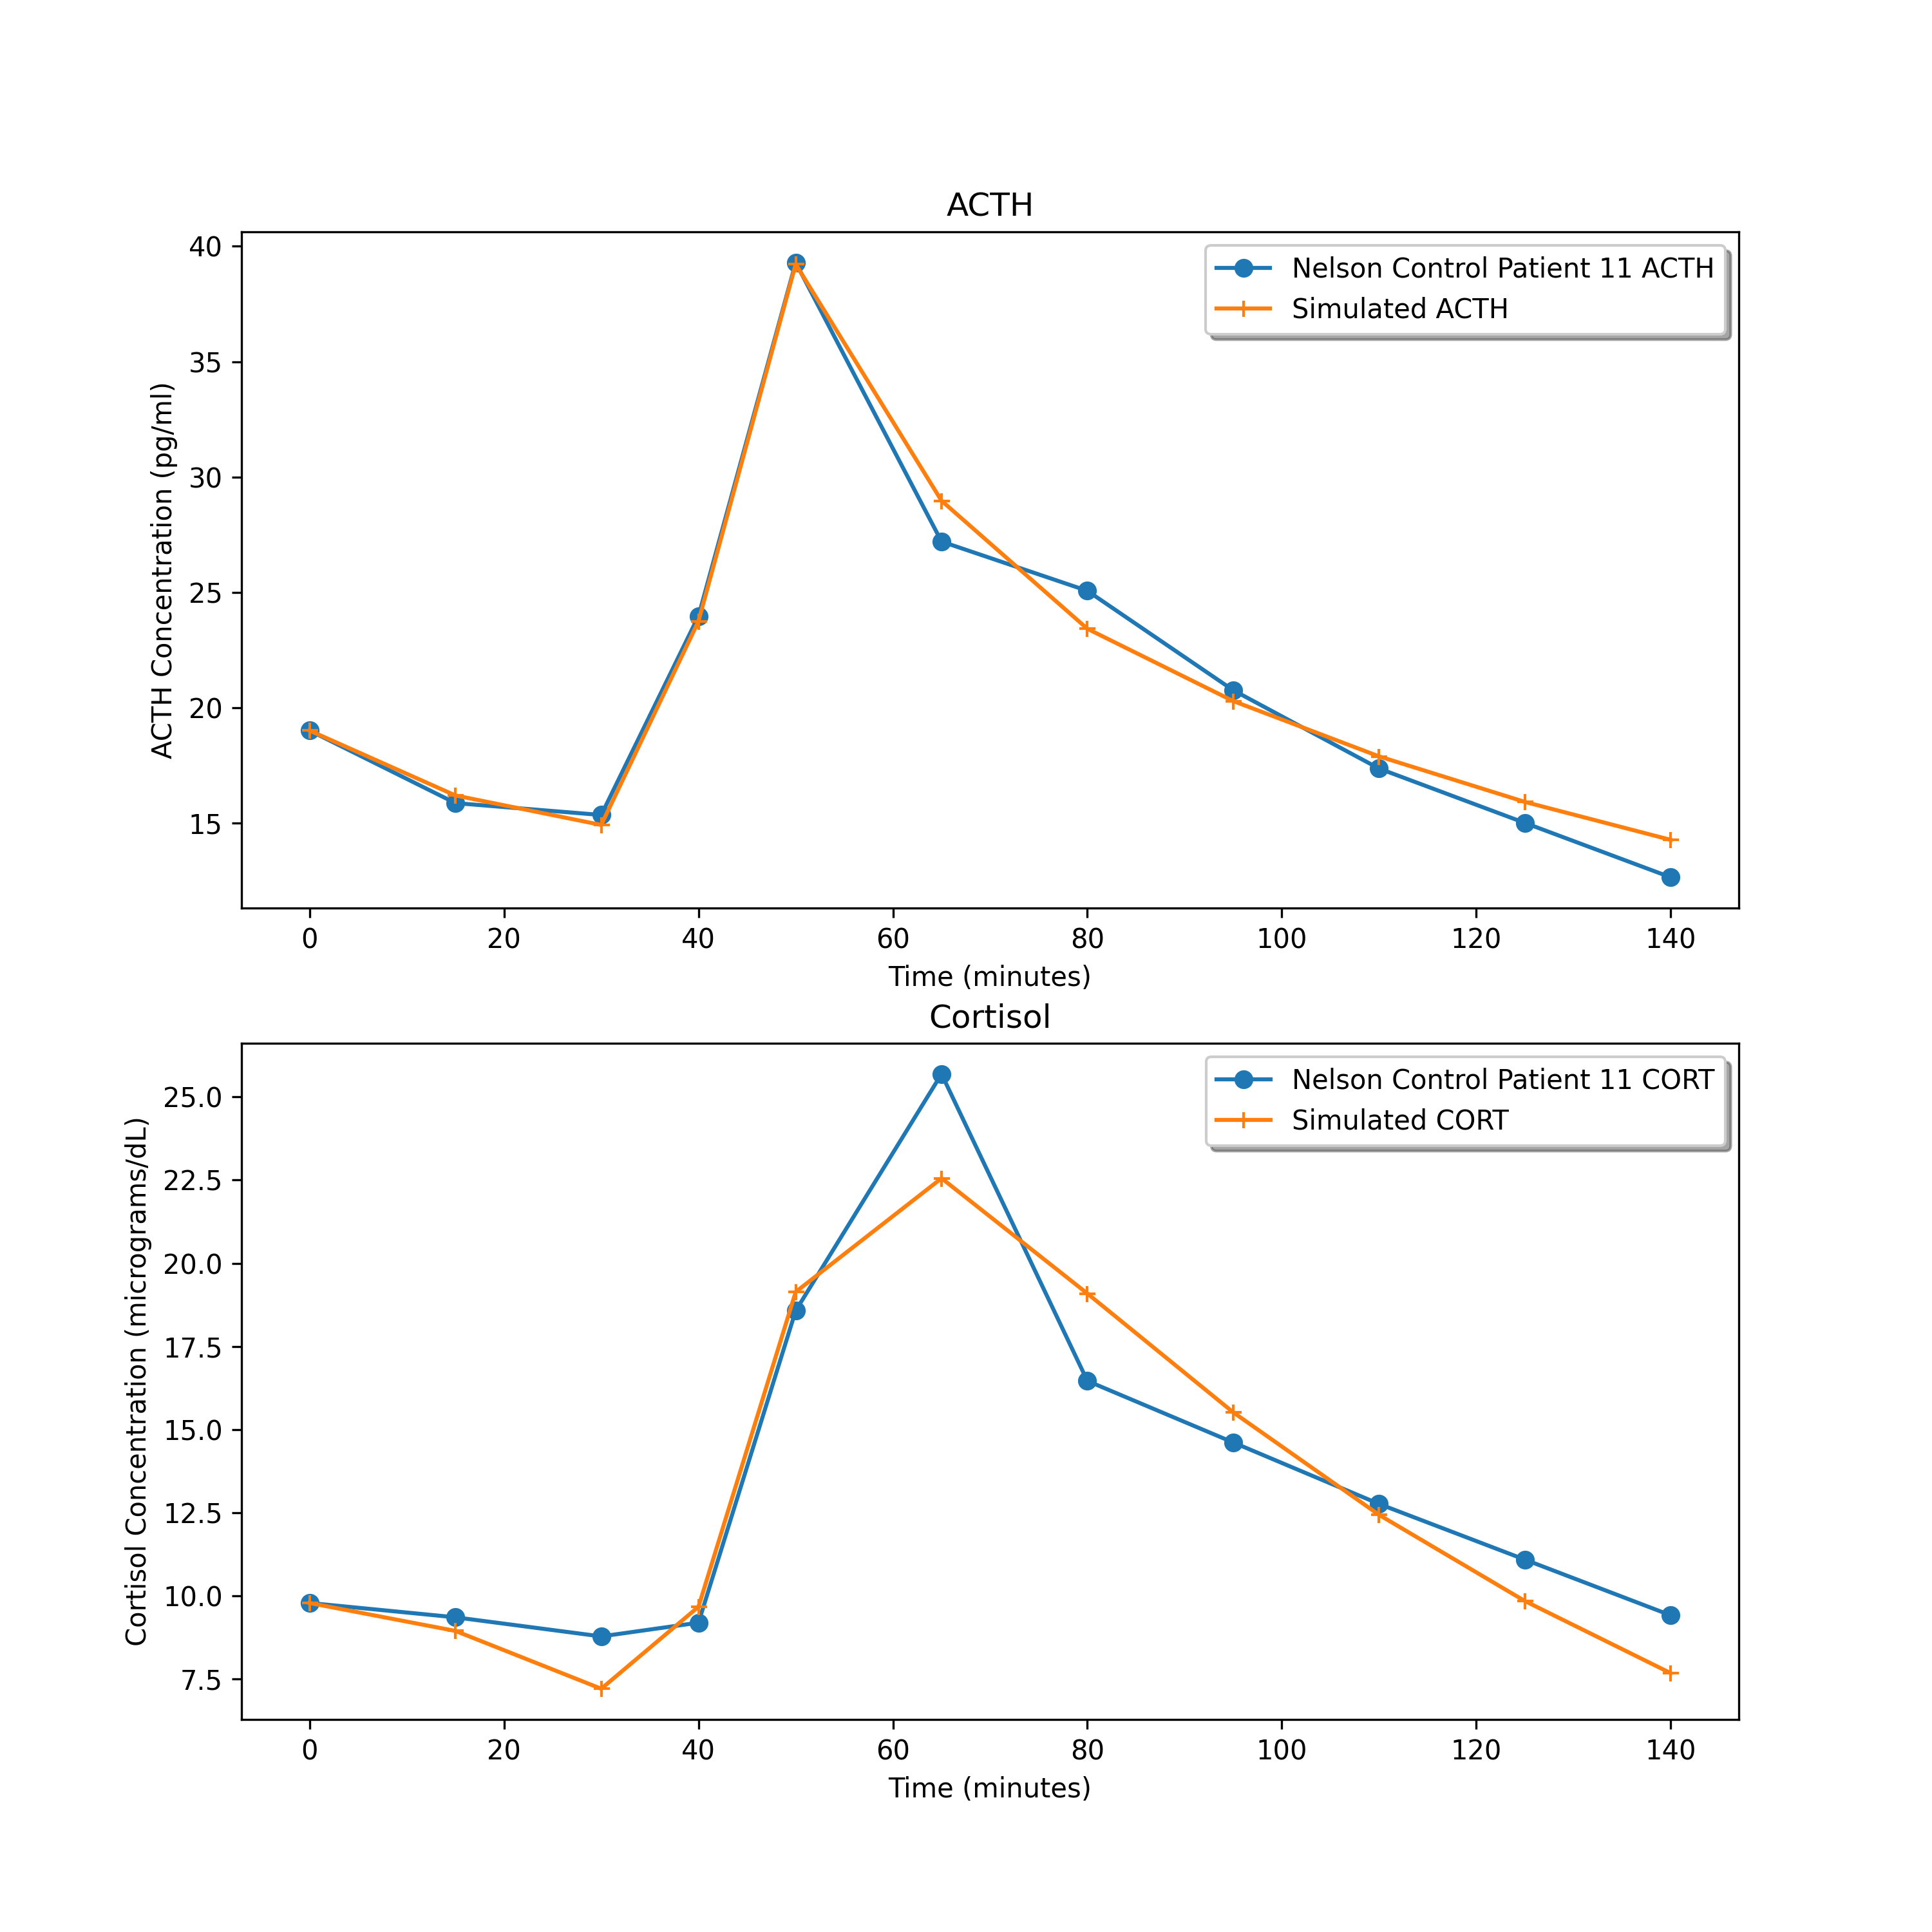 ACTH
40
35
30
25
20
15
ACTH Concentration (pg/ml)
Nelson Control Patient 11 ACTH
Simulated ACTH
0 20 40 60 80 100 120 140
Time (minutes)
Cortisol
25.0
22.5
20.0
17.5
15.0
12.5
10.0
7.5
Cortisol Concentration (micrograms/dL)
Nelson Control Patient 11 CORT
Simulated CORT
0 20 40 60 80 100 120 140
Time (minutes)